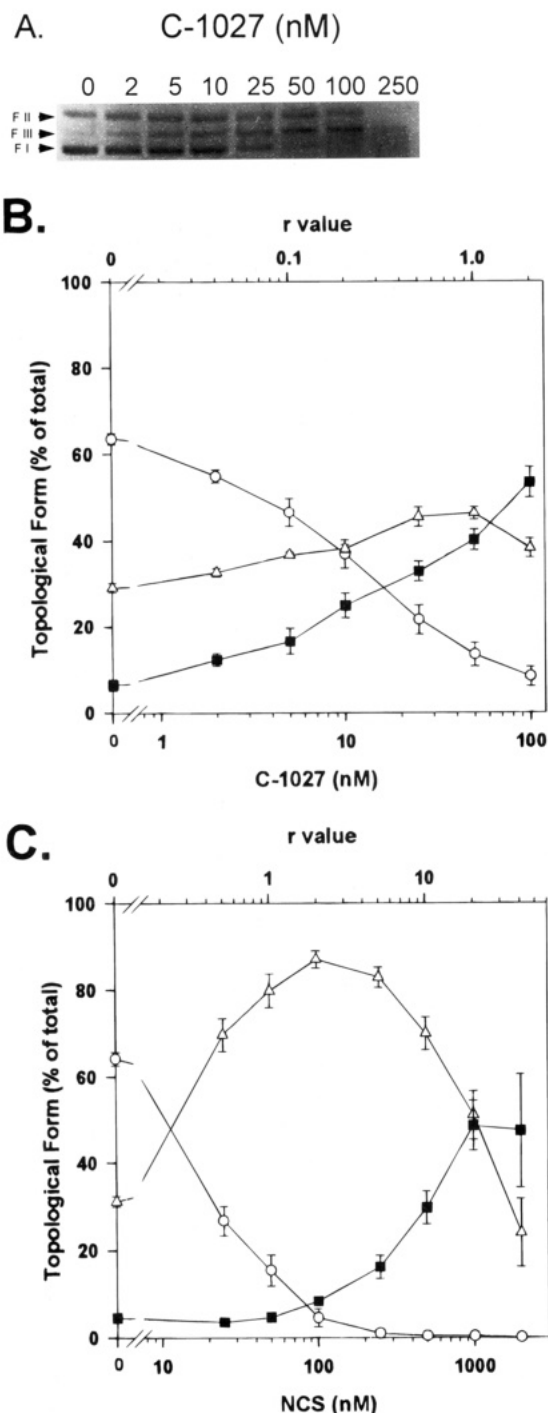 A. C-1027 (nM)
0 2 5 10 25 50 100 250
F II
F III
F I
B.
r value
0 0.1 1.0
100
80
60
40
20
0
Topological Form (% of total)
0 1 10 100
C-1027 (nM)
C.
r value
0 1 10
100
80
60
40
20
0
Topological Form (% of total)
0 10 100 1000
NCS (nM)